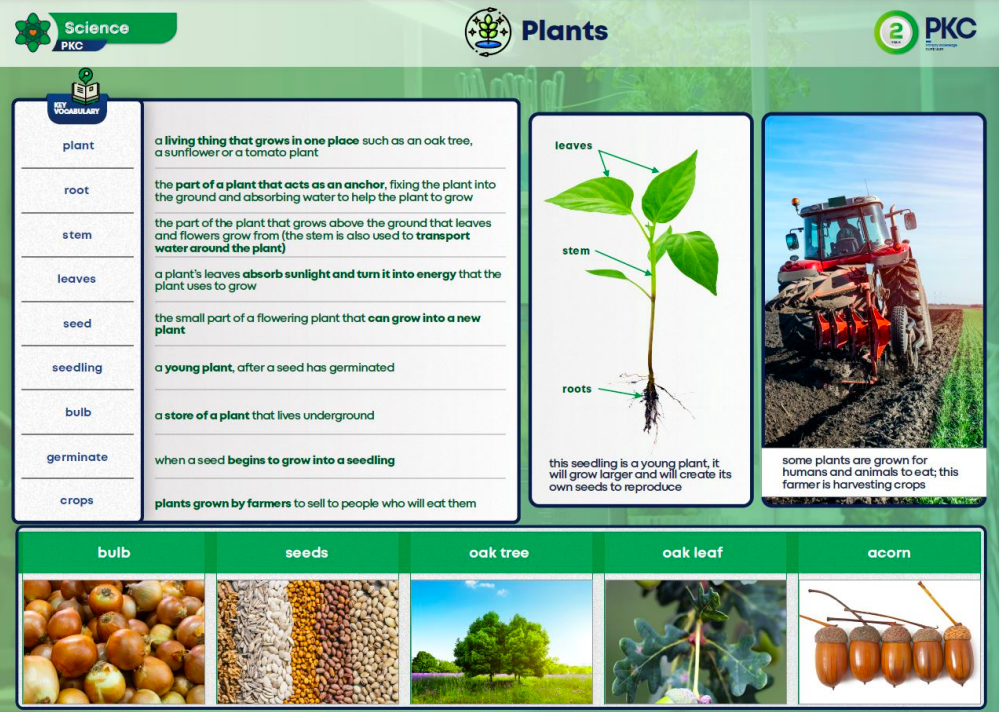 Science
PKC
Plants
2
PKC
KEY
VOCABULARY
plant
a living thing that grows in one place such as an oak tree,
a sunflower or a tomato plant
root
the part of a plant that acts as an anchor, fixing the plant into
the ground and absorbing water to help the plant to grow
stem
the part of the plant that grows above the ground that leaves
and flowers grow from (the stem is also used to transport
water around the plant)
leaves
a plant's leaves absorb sunlight and turn it into energy that the
plant uses to grow
seed
the small part of a flowering plant that can grow into a new
plant
seedling
a young plant, after a seed has germinated
bulb
a store of a plant that lives underground
germinate
when a seed begins to grow into a seedling
crops
plants grown by farmers to sell to people who will eat them
leaves
stem
roots
this seedling is a young plant, it
will grow larger and will create its
own seeds to reproduce
some plants are grown for
humans and animals to eat; this
farmer is harvesting crops
bulb
seeds
oak tree
oak leaf
acorn